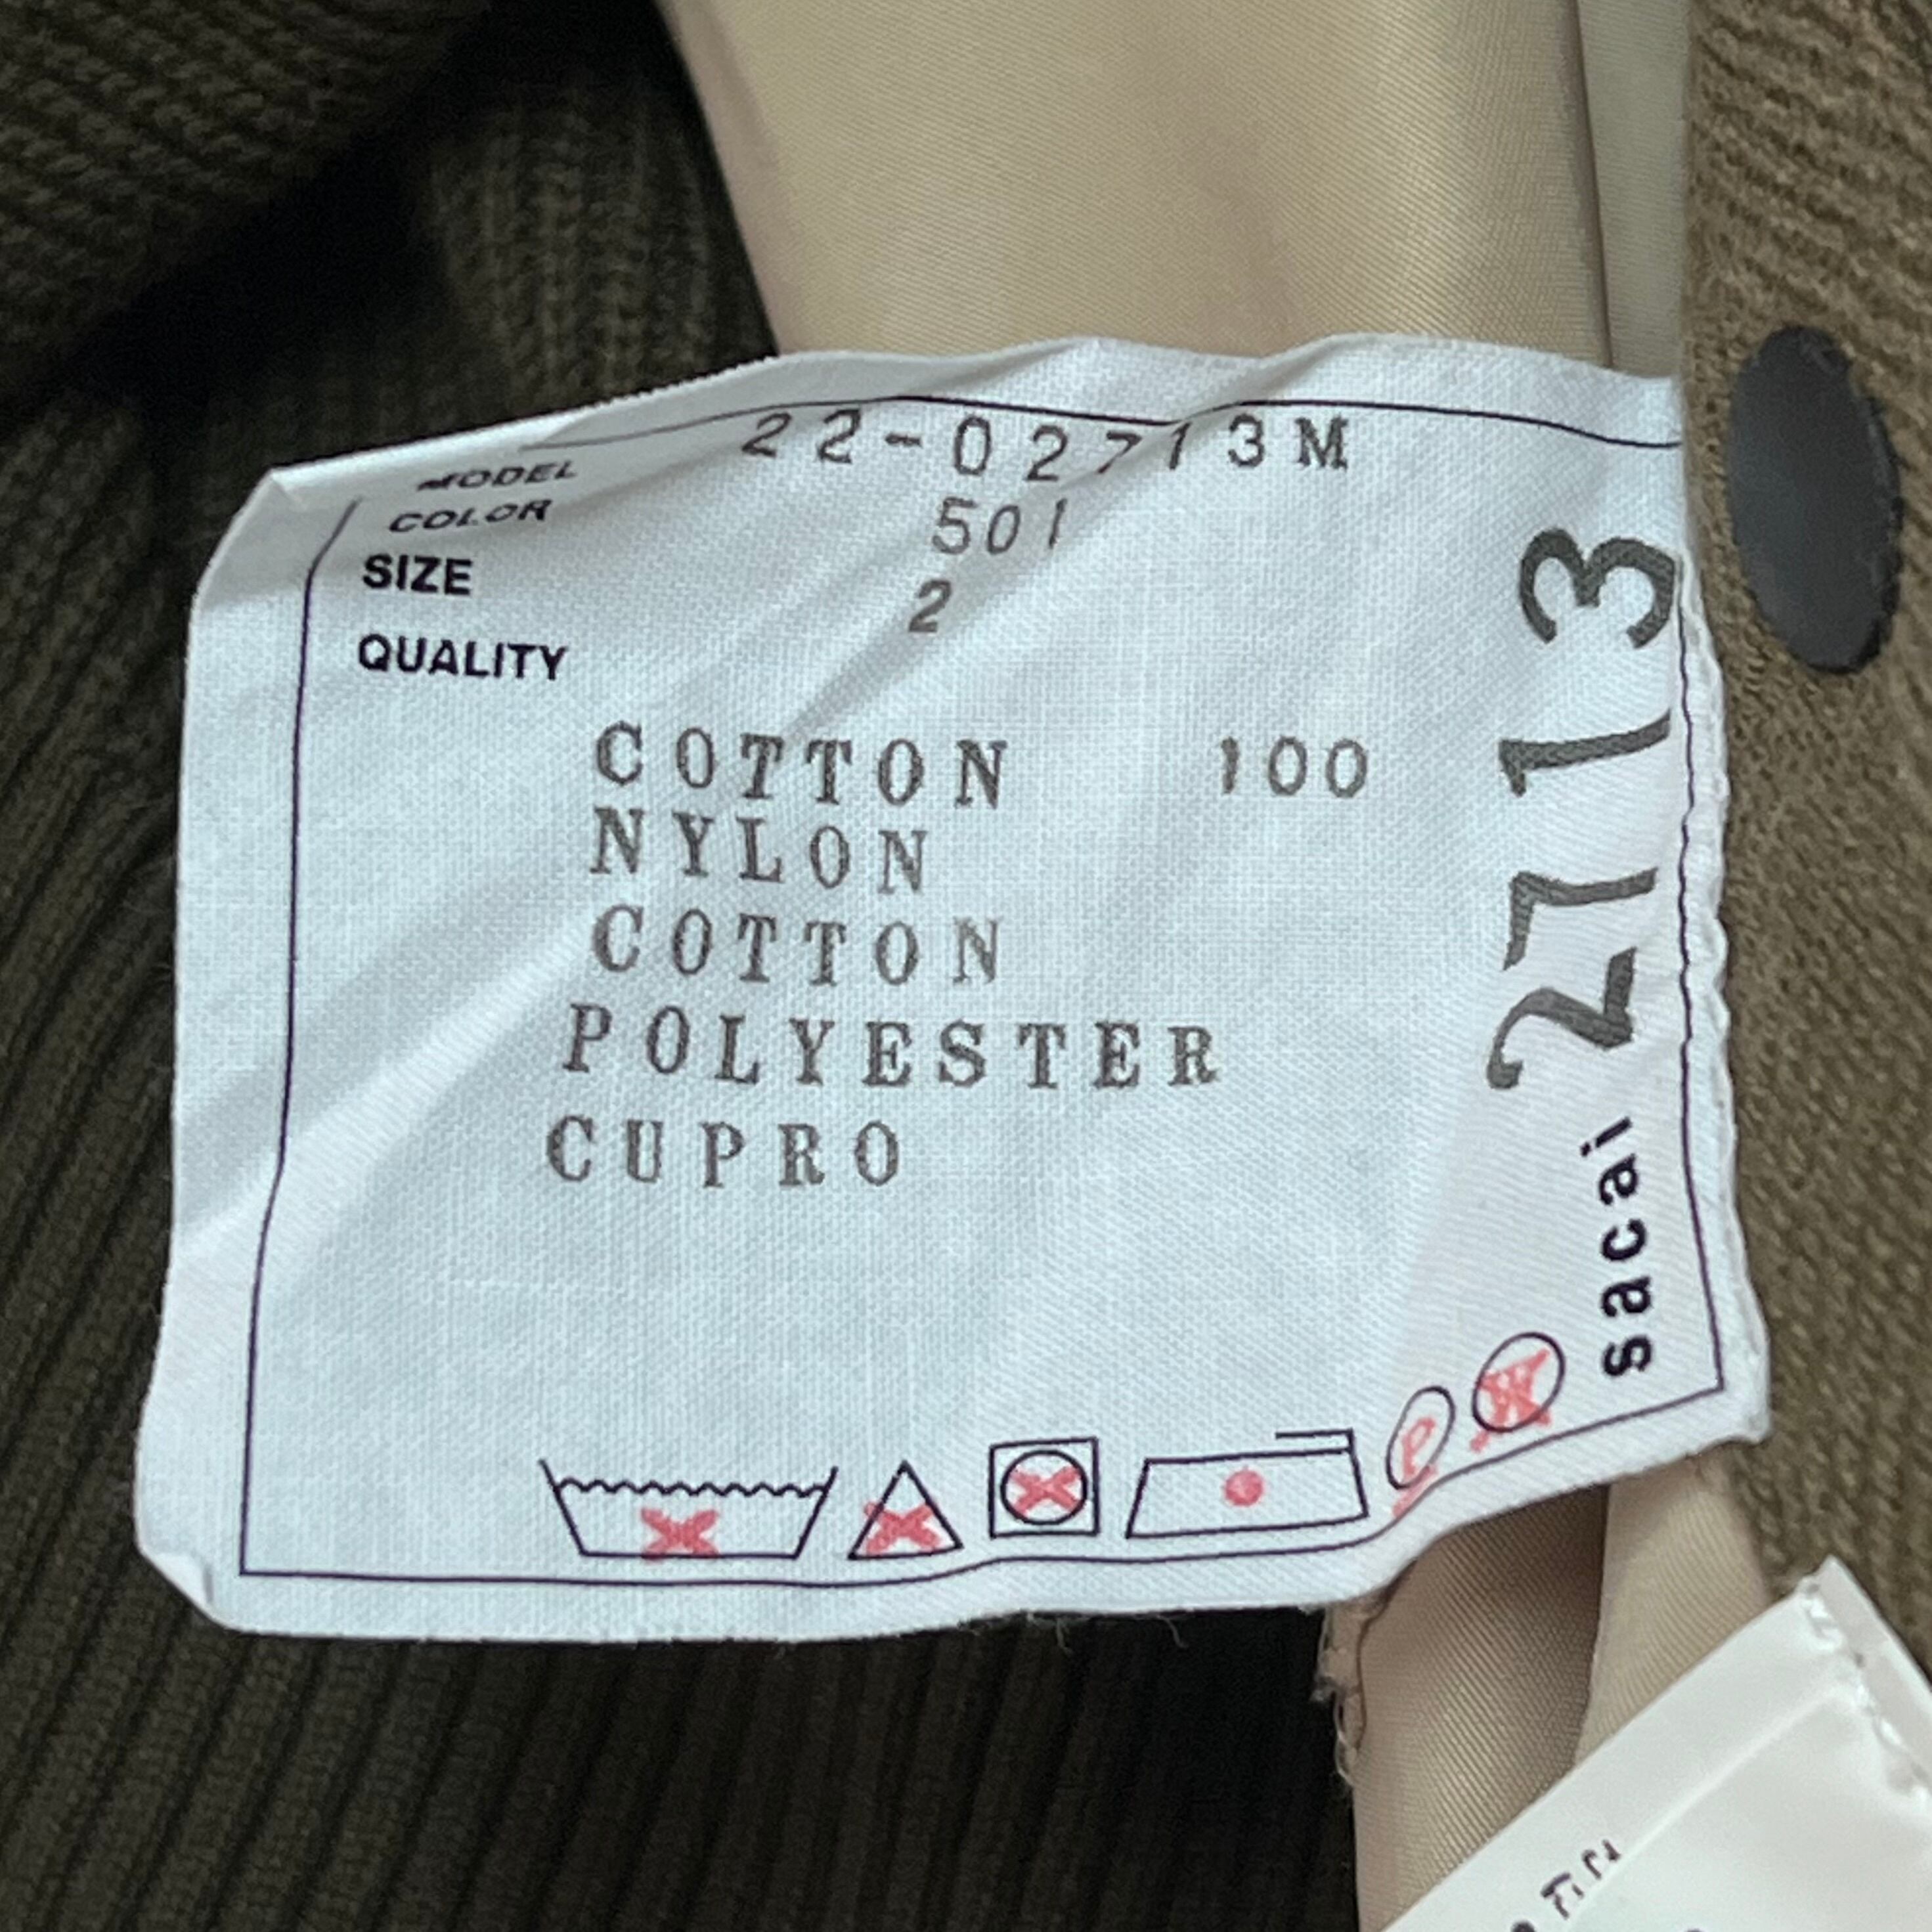 MODEL 22-02713M
COLOR 501
SIZE 2
QUALITY
COTTON 100
NYLON
COTTON
POLYESTER
CUPRO
P
W
sacai 2713